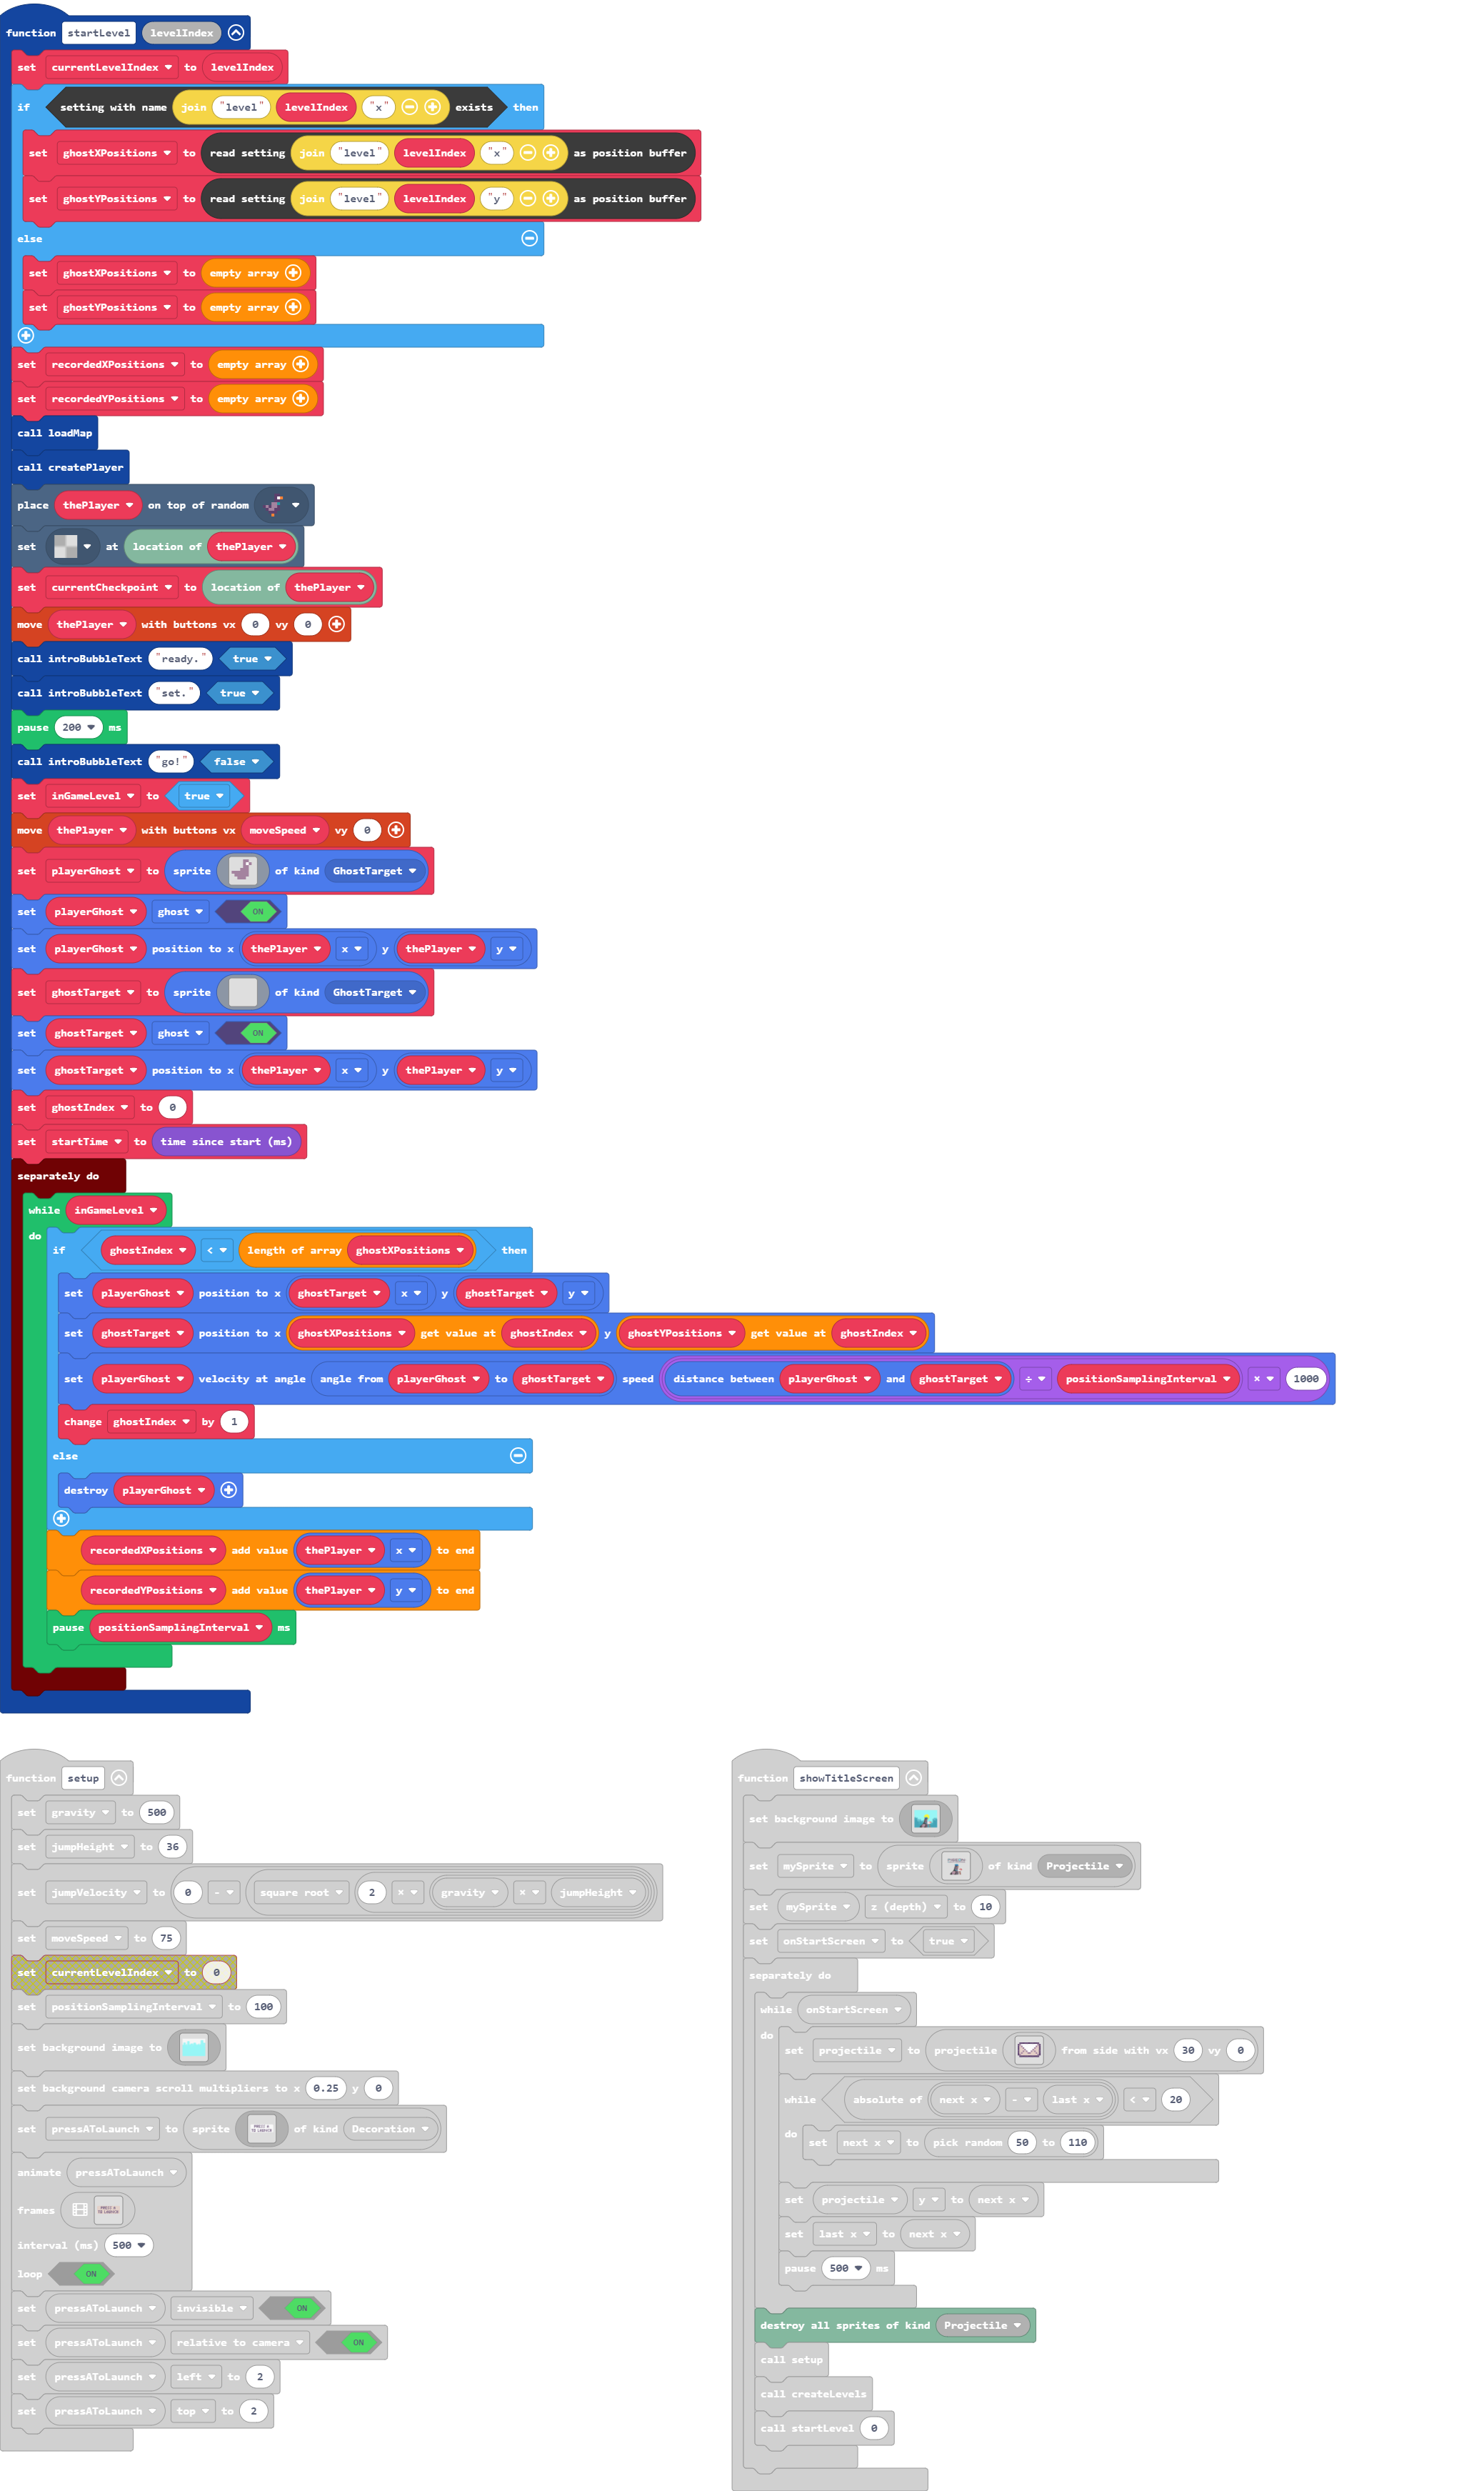 function startLevel levelIndex
set currentLevelIndex to levelIndex
if setting with name join "level" levelIndex "x" exists then
set ghostXPositions to read setting join "level" levelIndex "x" as position buffer
set ghostYPositions to read setting join "level" levelIndex "y" as position buffer
else
set ghostXPositions to empty array
set ghostYPositions to empty array
set recordedXPositions to empty array
set recordedYPositions to empty array
call loadMap
call createPlayer
place thePlayer on top of random
set at location of thePlayer
set currentCheckpoint to location of thePlayer
move thePlayer with buttons vx 0 vy 0
call introBubbleText "ready." true
call introBubbleText "set." true
pause 200 ms
call introBubbleText "go!" false
set inGameLevel to true
move thePlayer with buttons vx moveSpeed vy 0
set playerGhost to sprite of kind GhostTarget
set playerGhost ghost ON
set playerGhost position to x thePlayer x y thePlayer y
set ghostTarget to sprite of kind GhostTarget
set ghostTarget ghost ON
set ghostTarget position to x thePlayer x y thePlayer y
set ghostIndex to 0
set startTime to time since start (ms)
separately do
while inGameLevel
do
if ghostIndex < length of array ghostXPositions then
set playerGhost position to x ghostTarget x y ghostTarget y
set ghostTarget position to x ghostXPositions get value at ghostIndex y ghostYPositions get value at ghostIndex
set playerGhost velocity at angle angle from playerGhost to ghostTarget speed distance between playerGhost and ghostTarget ÷ positionSamplingInterval × 1000
change ghostIndex by 1
else
destroy playerGhost
recordedXPositions add value thePlayer x to end
recordedYPositions add value thePlayer y to end
pause positionSamplingInterval ms
function setup
set gravity to 500
set jumpHeight to 36
set jumpVelocity to 0 - square root 2 × gravity × jumpHeight
set moveSpeed to 75
set currentLevelIndex to 0
set positionSamplingInterval to 100
set background image to
set background camera scroll multipliers to x 0.25 y 0
set pressAToLaunch to sprite of kind Decoration
animate pressAToLaunch
frames
interval (ms) 500
loop ON
set pressAToLaunch invisible ON
set pressAToLaunch relative to camera ON
set pressAToLaunch left to 2
set pressAToLaunch top to 2
function showTitleScreen
set background image to
set mySprite to sprite of kind Projectile
set mySprite z (depth) to 10
set onStartScreen to true
separately do
while onStartScreen
do
set projectile to projectile from side with vx 30 vy 0
while absolute of next x - last x < 20
do set next x to pick random 50 to 110
set projectile y to next x
set last x to next x
pause 500 ms
destroy all sprites of kind Projectile
call setup
call createLevels
call startLevel 0